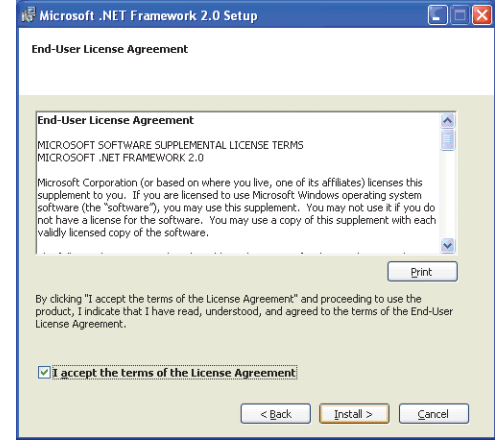 Microsoft .NET Framework 2.0 Setup
End-User License Agreement
End-User License Agreement
MICROSOFT SOFTWARE SUPPLEMENTAL LICENSE TERMS
MICROSOFT .NET FRAMEWORK 2.0
Microsoft Corporation (or based on where you live, one of its affiliates) licenses this
supplement to you. If you are licensed to use Microsoft Windows operating system
software (the "software"), you may use this supplement. You may not use it if you do
not have a license for the software. You may use a copy of this supplement with each
validly licensed copy of the software.
Print
By clicking "I accept the terms of the License Agreement" and proceeding to use the
product, I indicate that I have read, understood, and agreed to the terms of the End-User
License Agreement.
I accept the terms of the License Agreement
< Back
Install >
Cancel